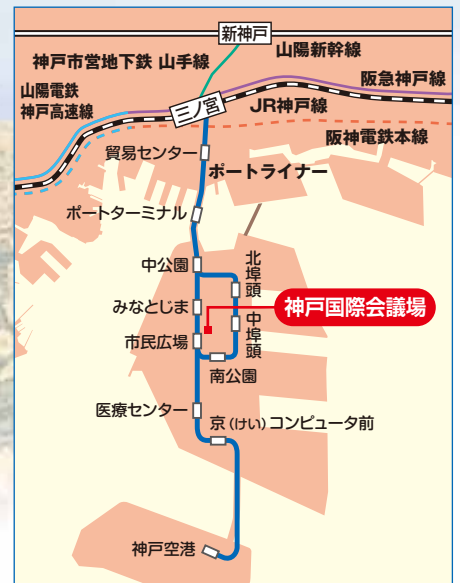 新神戸
山陽新幹線
神戸市営地下鉄 山手線
阪急神戸線
山陽電鉄
神戸高速線
三ノ宮
JR神戸線
阪神電鉄本線
貿易センター
ポートライナー
ポートターミナル
中公園
北埠頭
みなとじま
神戸国際会議場
中埠頭
市民広場
南公園
医療センター
京(けい)コンピュータ前
神戸空港